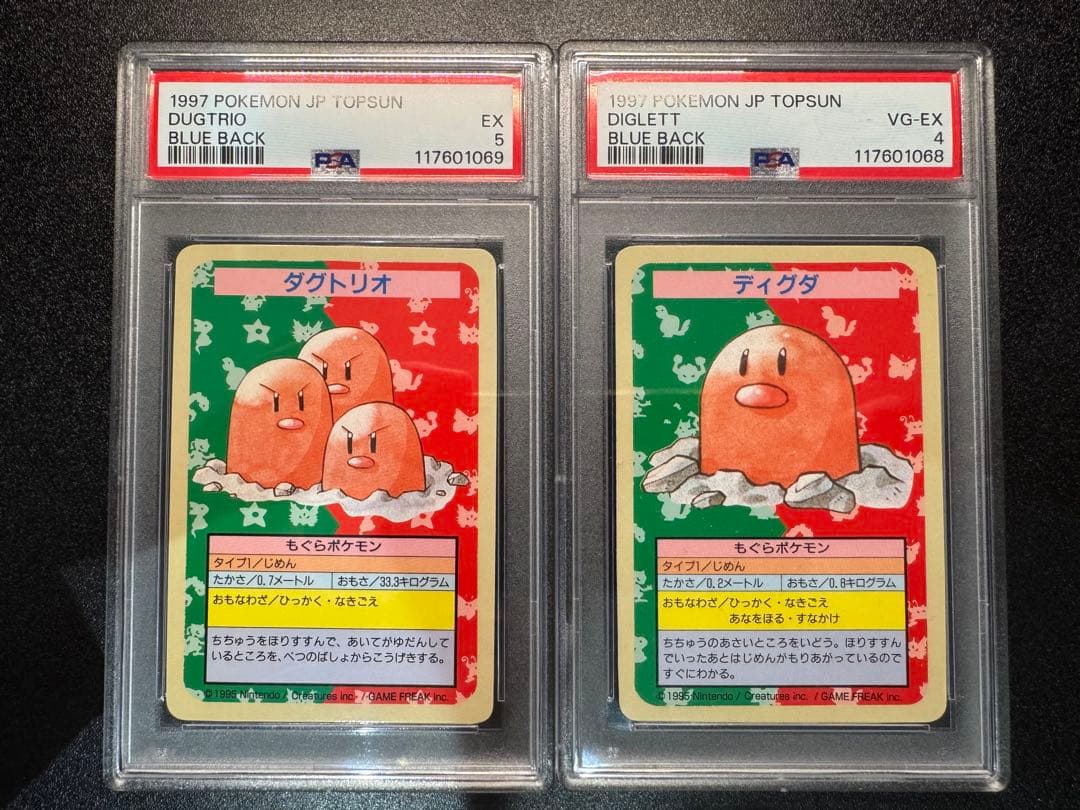 1997 POKEMON JP TOPSUN
DUGTRIO EX
BLUE BACK 5
PSA 117601069
ダグトリオ
もぐらポケモン
タイプ1/じめん
たかさ/0.7メートル おもさ/33.3キログラム
おもなわざ/ひっかく・なきごえ
ちちゅうをほりすすんで、あいてがゆだんして
いるところを、べつのばしょからこうげきする。
©1995 Nintendo / Creatures inc. / GAME FREAK inc.
1997 POKEMON JP TOPSUN
DIGLETT VG-EX
BLUE BACK 4
PSA 117601068
ディグダ
もぐらポケモン
タイプ1/じめん
たかさ/0.2メートル おもさ/0.8キログラム
おもなわざ/ひっかく・なきごえ
あなをほる・すなかけ
ちちゅうのあさいところをいどう。ほりすすん
でいったあとはじめんがもりあがっているので
すぐにわかる。
©1995 Nintendo / Creatures inc. / GAME FREAK inc.